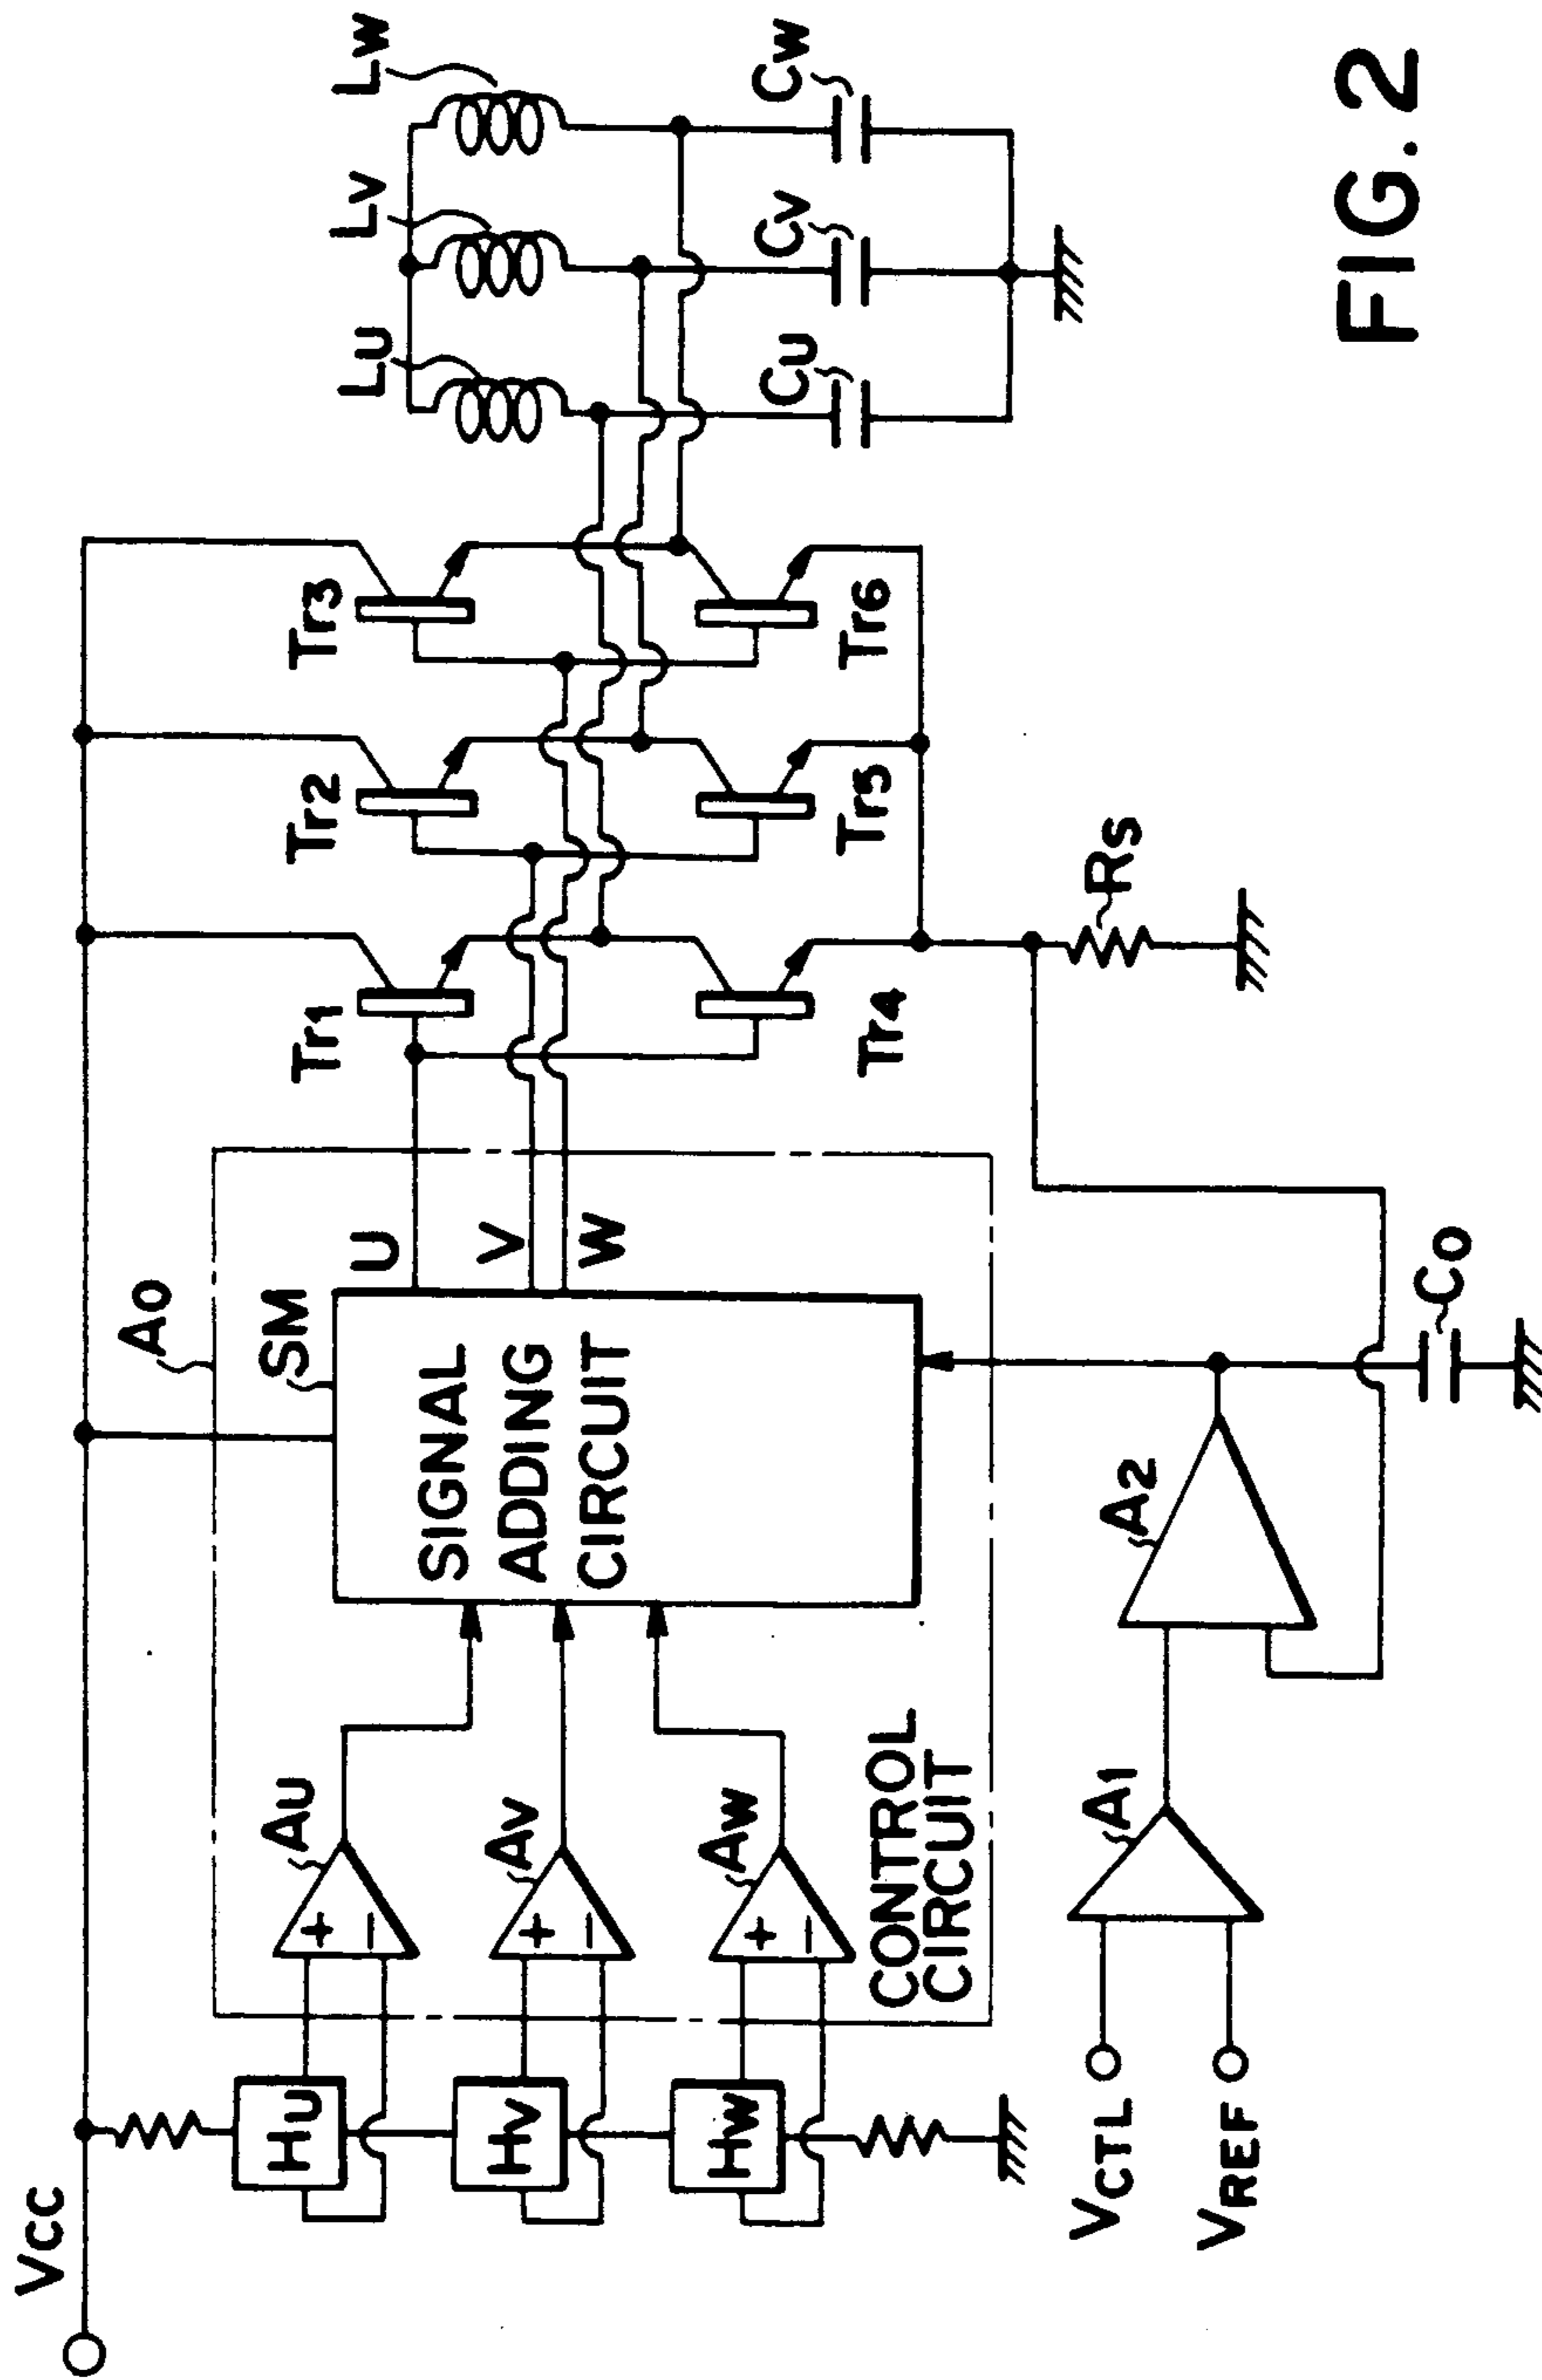 VCC
HU
HV
HW
AU
+
−
AV
+
−
AW
+
−
CONTROL
CIRCUIT
AO
SM
SIGNAL
ADDING
CIRCUIT
U
V
W
Tr1
Tr2
Tr3
Tr4
Tr5
Tr6
LU
LV
LW
CU
CV
CW
RS
VCTL
VREF
A1
A2
CO
FIG. 2